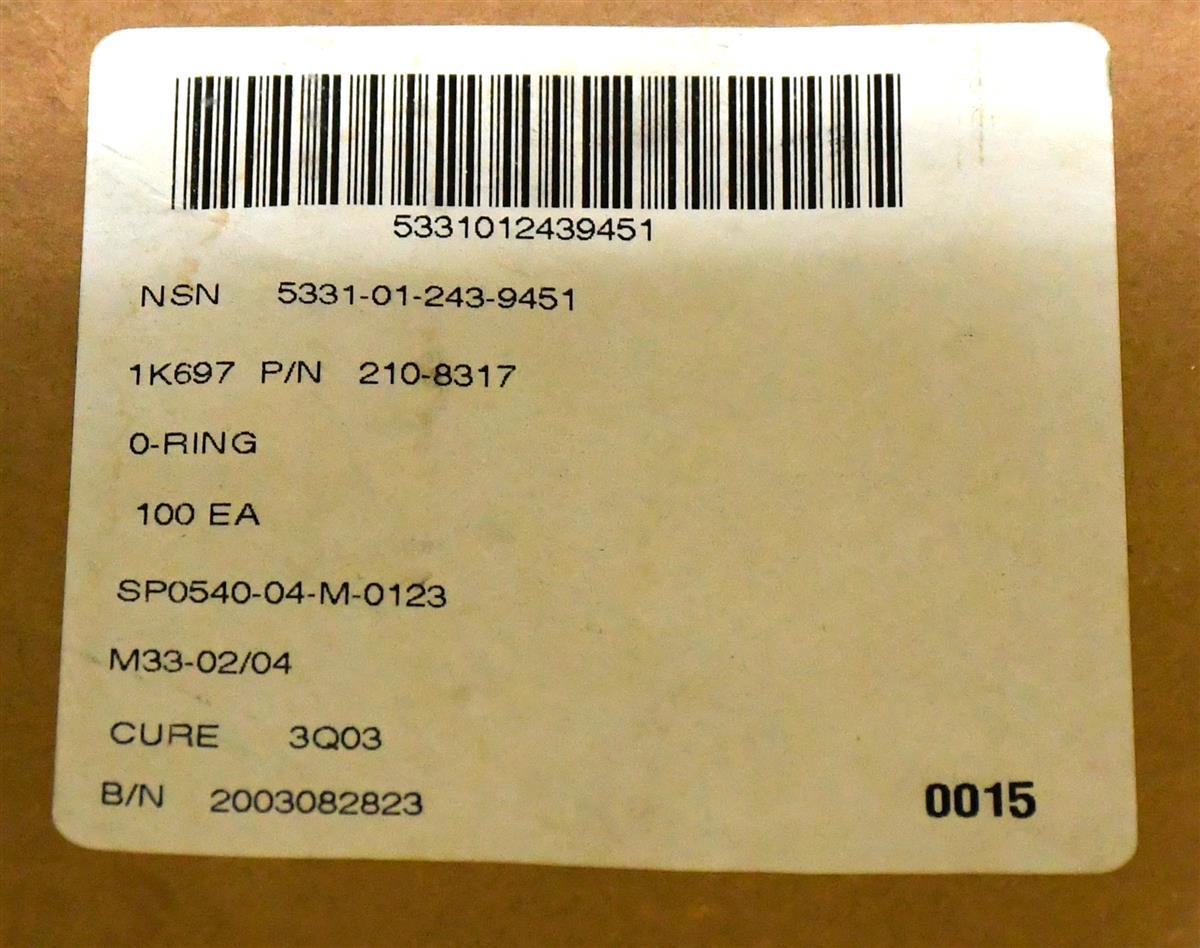 5331012439451
NSN 5331-01-243-9451
1K697 P/N 210-8317
0-RING
100 EA
SP0540-04-M-0123
M33-02/04
CURE 3Q03
B/N 2003082823
0015